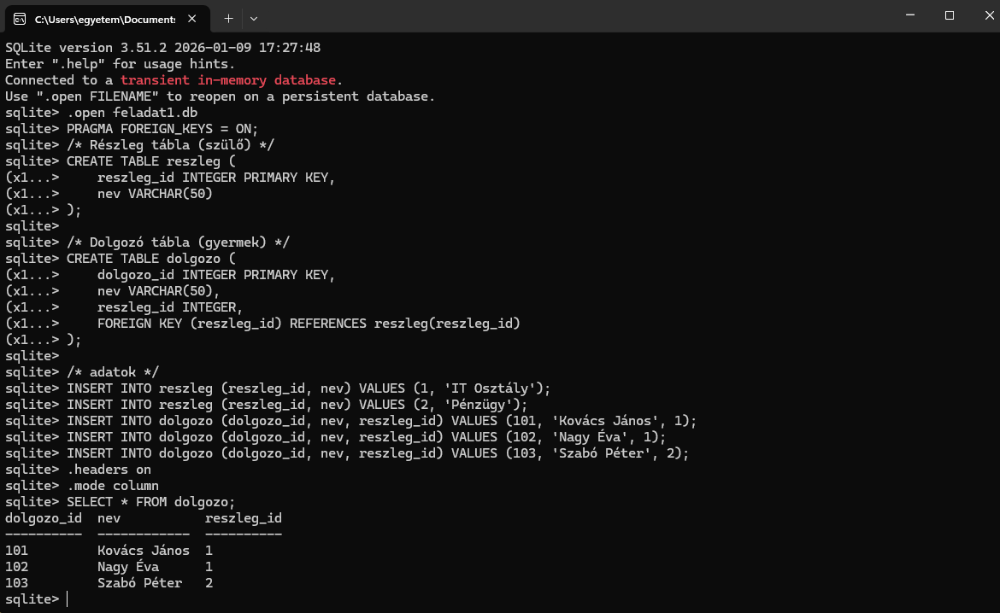 C:\Users\egyetem\Document:
SQLite version 3.51.2 2026-01-09 17:27:48
Enter ".help" for usage hints.
Connected to a transient in-memory database.
Use ".open FILENAME" to reopen on a persistent database.
sqlite> .open feladat1.db
sqlite> PRAGMA FOREIGN_KEYS = ON;
sqlite> /* Részleg tábla (szülő) */
sqlite> CREATE TABLE reszleg (
(x1...>     reszleg_id INTEGER PRIMARY KEY,
(x1...>     nev VARCHAR(50)
(x1...> );
sqlite>
sqlite> /* Dolgozó tábla (gyermek) */
sqlite> CREATE TABLE dolgozo (
(x1...>     dolgozo_id INTEGER PRIMARY KEY,
(x1...>     nev VARCHAR(50),
(x1...>     reszleg_id INTEGER,
(x1...>     FOREIGN KEY (reszleg_id) REFERENCES reszleg(reszleg_id)
(x1...> );
sqlite>
sqlite> /* adatok */
sqlite> INSERT INTO reszleg (reszleg_id, nev) VALUES (1, 'IT Osztály');
sqlite> INSERT INTO reszleg (reszleg_id, nev) VALUES (2, 'Pénzügy');
sqlite> INSERT INTO dolgozo (dolgozo_id, nev, reszleg_id) VALUES (101, 'Kovács János', 1);
sqlite> INSERT INTO dolgozo (dolgozo_id, nev, reszleg_id) VALUES (102, 'Nagy Éva', 1);
sqlite> INSERT INTO dolgozo (dolgozo_id, nev, reszleg_id) VALUES (103, 'Szabó Péter', 2);
sqlite> .headers on
sqlite> .mode column
sqlite> SELECT * FROM dolgozo;
dolgozo_id  nev           reszleg_id
----------  ------------  ----------
101         Kovács János  1
102         Nagy Éva      1
103         Szabó Péter   2
sqlite>